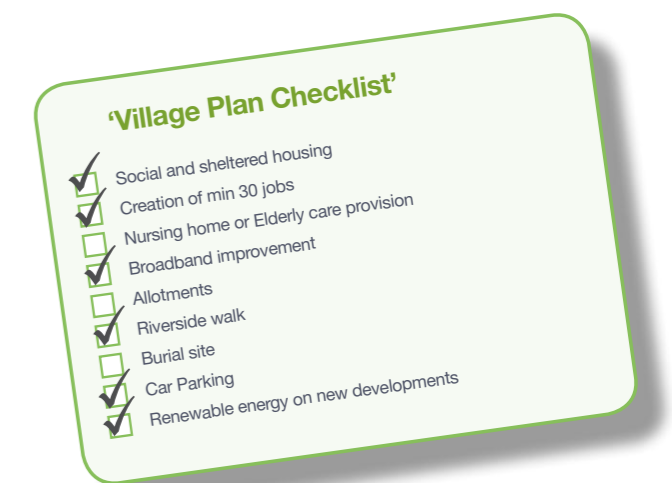 ‘Village Plan Checklist’
Social and sheltered housing
Creation of min 30 jobs
Nursing home or Elderly care provision
Broadband improvement
Allotments
Riverside walk
Burial site
Car Parking
Renewable energy on new developments